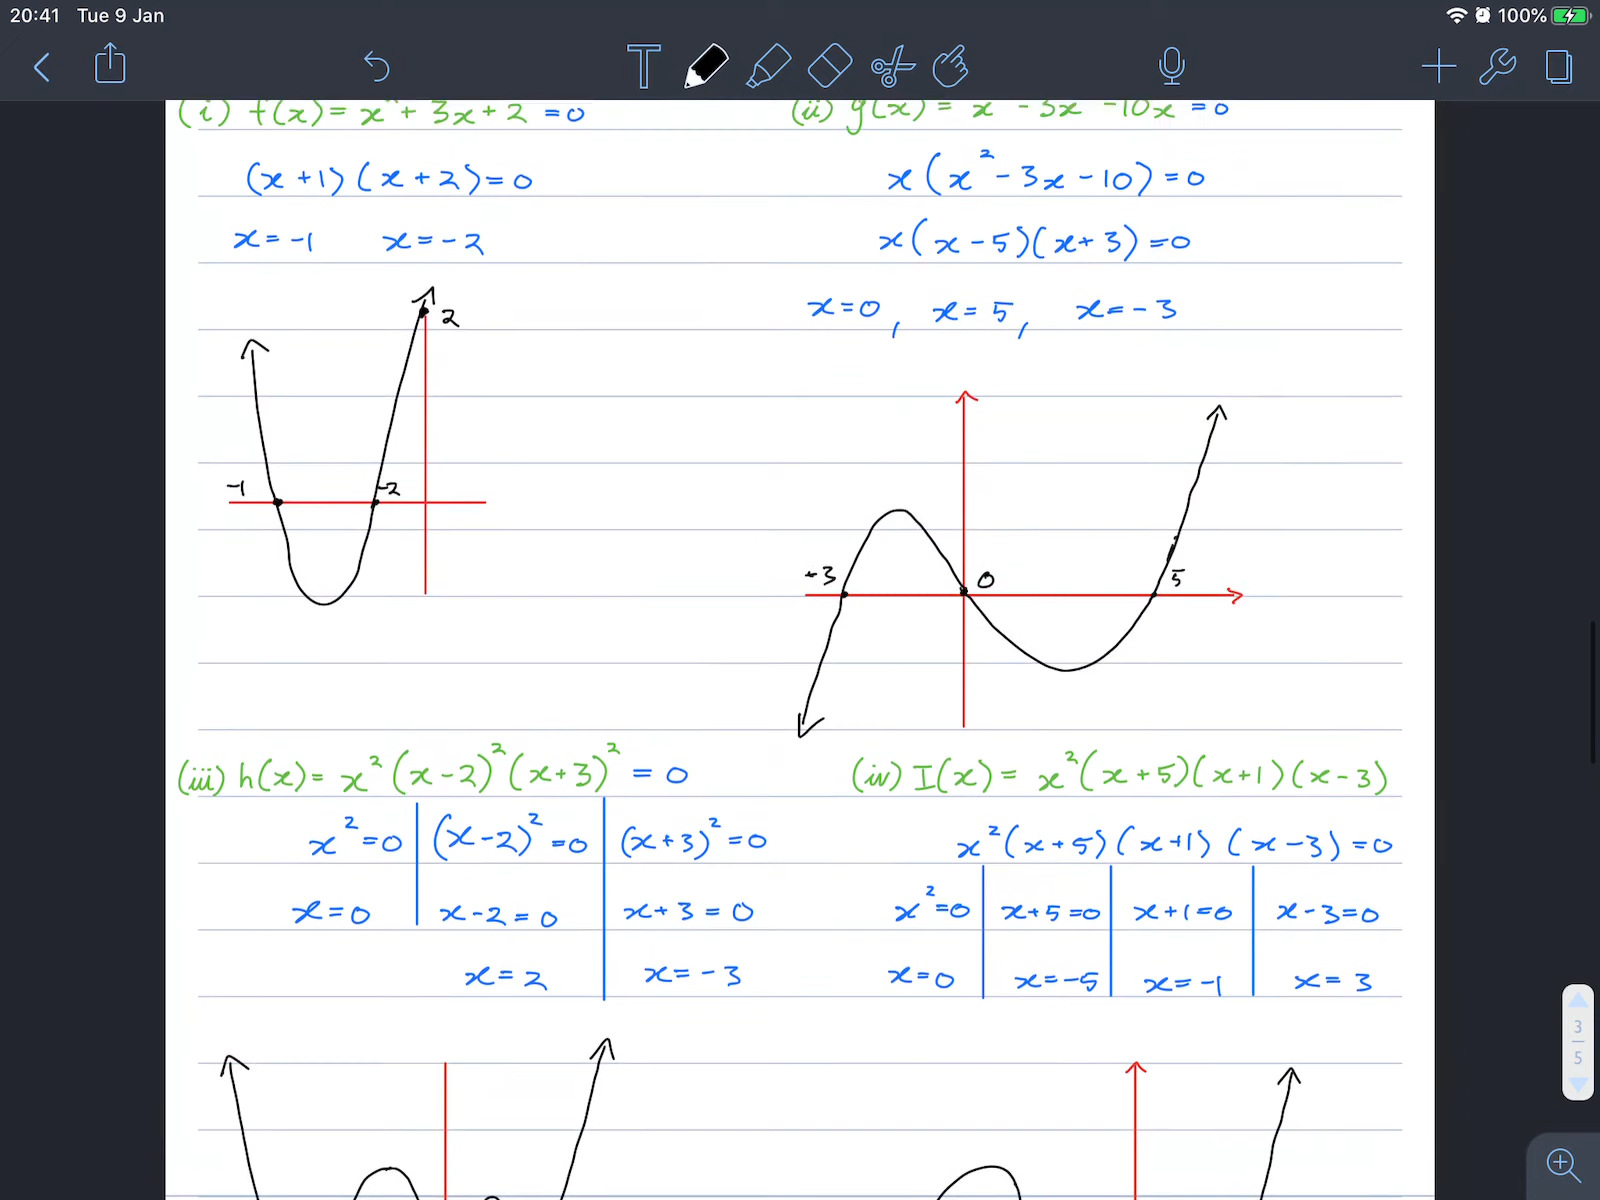 20:41 Tue 9 Jan 100%
(i) f(x) = x² + 3x + 2 = 0
(x + 1)(x + 2) = 0
x = -1 x = -2
2
-1 -2
(ii) g(x) = x - 3x - 10x = 0
x(x² - 3x - 10) = 0
x(x - 5)(x + 3) = 0
x = 0, x = 5, x = -3
-3 0 5
(iii) h(x) = x²(x - 2)²(x + 3)² = 0
x² = 0 (x - 2)² = 0 (x + 3)² = 0
x = 0 x - 2 = 0 x + 3 = 0
x = 2 x = -3
(iv) I(x) = x²(x + 5)(x + 1)(x - 3)
x²(x + 5)(x + 1)(x - 3) = 0
x² = 0 x + 5 = 0 x + 1 = 0 x - 3 = 0
x = 0 x = -5 x = -1 x = 3
3
5